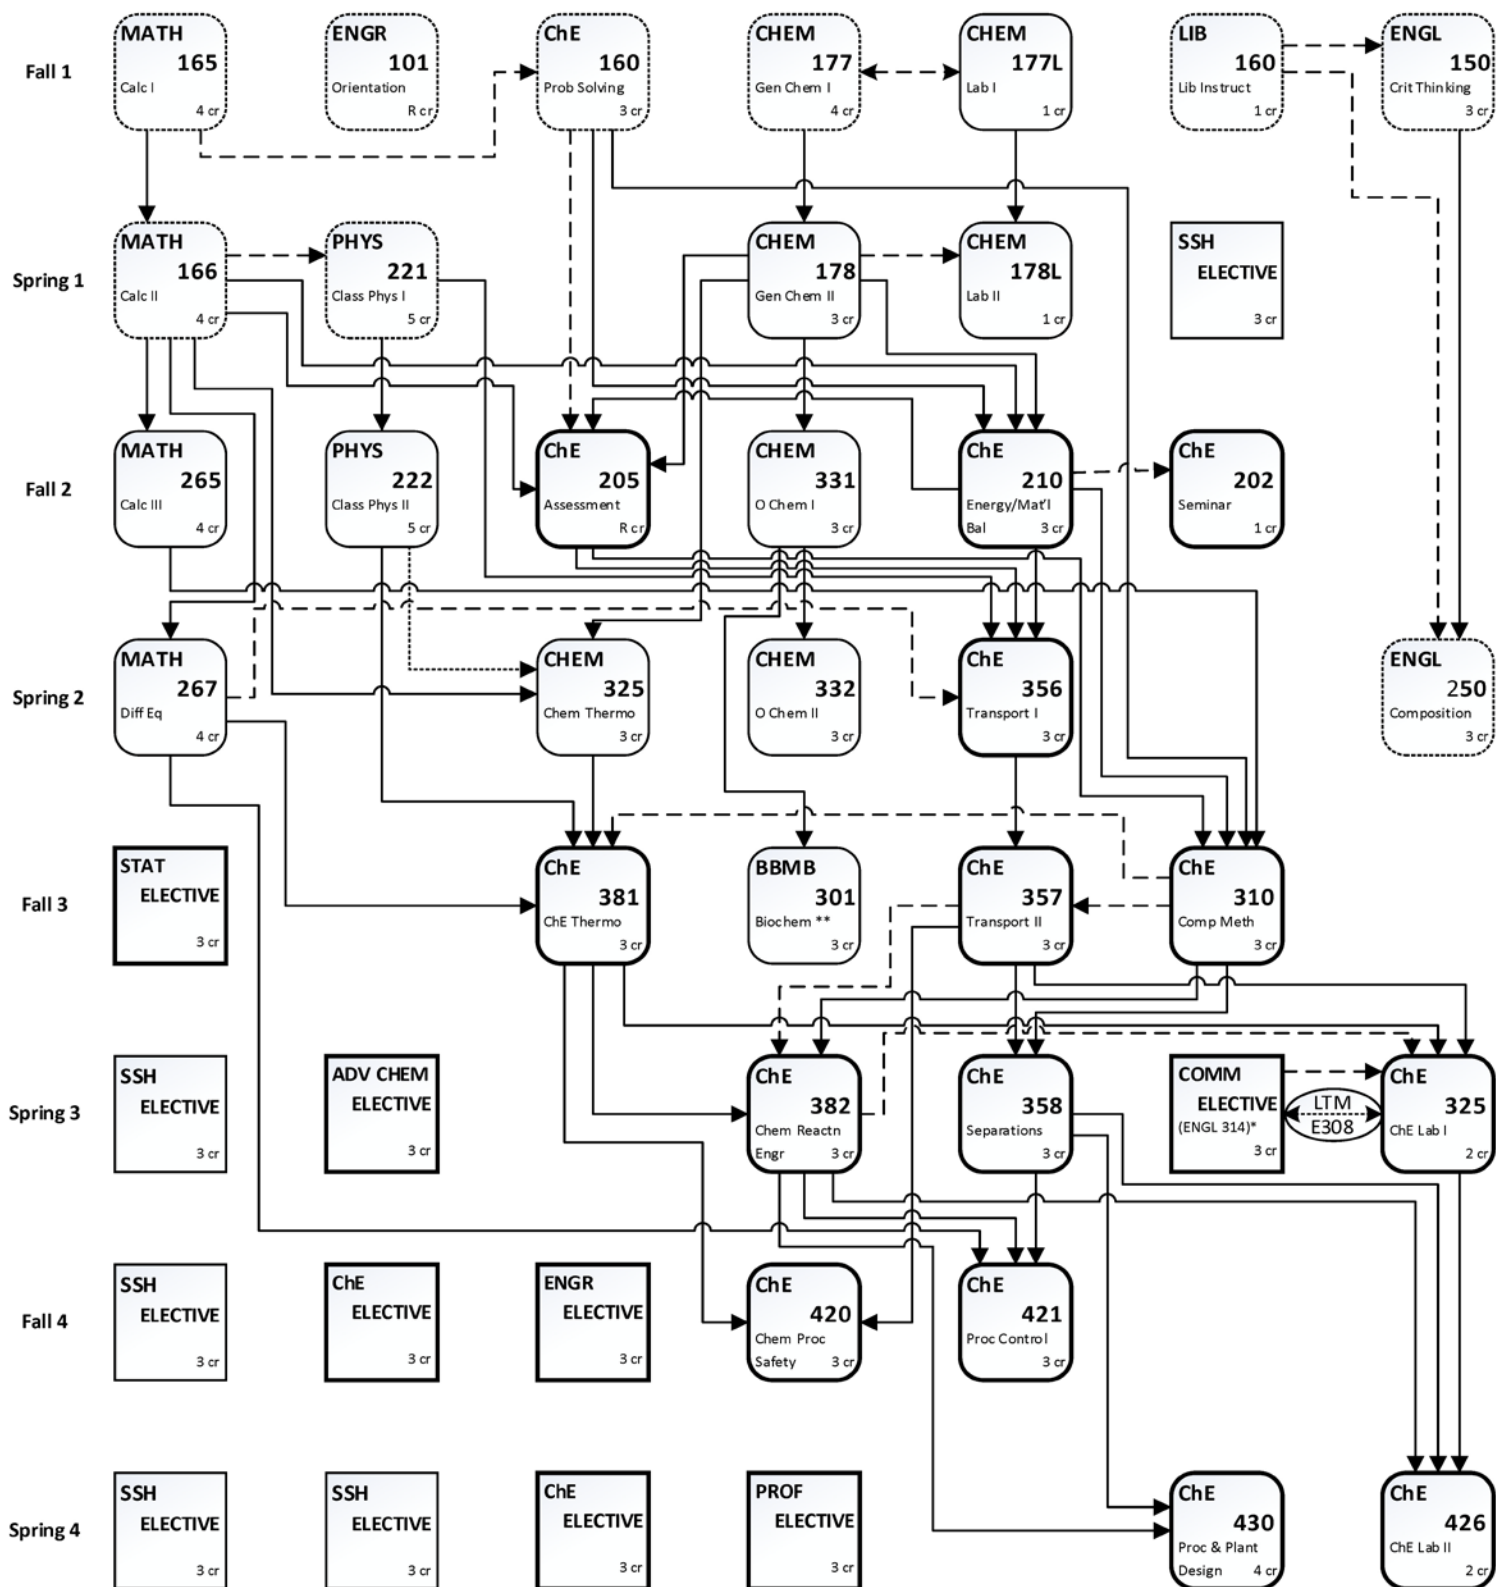 Fall 1
MATH
165
Calc I
4 cr
ENGR
101
Orientation
R cr
ChE
160
Prob Solving
3 cr
CHEM
177
Gen Chem I
4 cr
CHEM
177L
Lab I
1 cr
LIB
160
Lib Instruct
1 cr
ENGL
150
Crit Thinking
3 cr
Spring 1
MATH
166
Calc II
4 cr
PHYS
221
Class Phys I
5 cr
CHEM
178
Gen Chem II
3 cr
CHEM
178L
Lab II
1 cr
SSH
ELECTIVE
3 cr
Fall 2
MATH
265
Calc III
4 cr
PHYS
222
Class Phys II
5 cr
ChE
205
Assessment
R cr
CHEM
331
O Chem I
3 cr
ChE
210
Energy/Mat'l
Bal 3 cr
ChE
202
Seminar
1 cr
Spring 2
MATH
267
Diff Eq
4 cr
CHEM
325
Chem Thermo
3 cr
CHEM
332
O Chem II
3 cr
ChE
356
Transport I
3 cr
ENGL
250
Composition
3 cr
Fall 3
STAT
ELECTIVE
3 cr
ChE
381
ChE Thermo
3 cr
BBMB
301
Biochem **
3 cr
ChE
357
Transport II
3 cr
ChE
310
Comp Meth
3 cr
Spring 3
SSH
ELECTIVE
3 cr
ADV CHEM
ELECTIVE
3 cr
ChE
382
Chem Reactn
Engr 3 cr
ChE
358
Separations
3 cr
COMM
ELECTIVE
(ENGL 314)*
3 cr
LTM
E308
ChE
325
ChE Lab I
2 cr
Fall 4
SSH
ELECTIVE
3 cr
ChE
ELECTIVE
3 cr
ENGR
ELECTIVE
3 cr
ChE
420
Chem Proc
Safety 3 cr
ChE
421
Proc Control
3 cr
Spring 4
SSH
ELECTIVE
3 cr
SSH
ELECTIVE
3 cr
ChE
ELECTIVE
3 cr
PROF
ELECTIVE
3 cr
ChE
430
Proc & Plant
Design 4 cr
ChE
426
ChE Lab II
2 cr